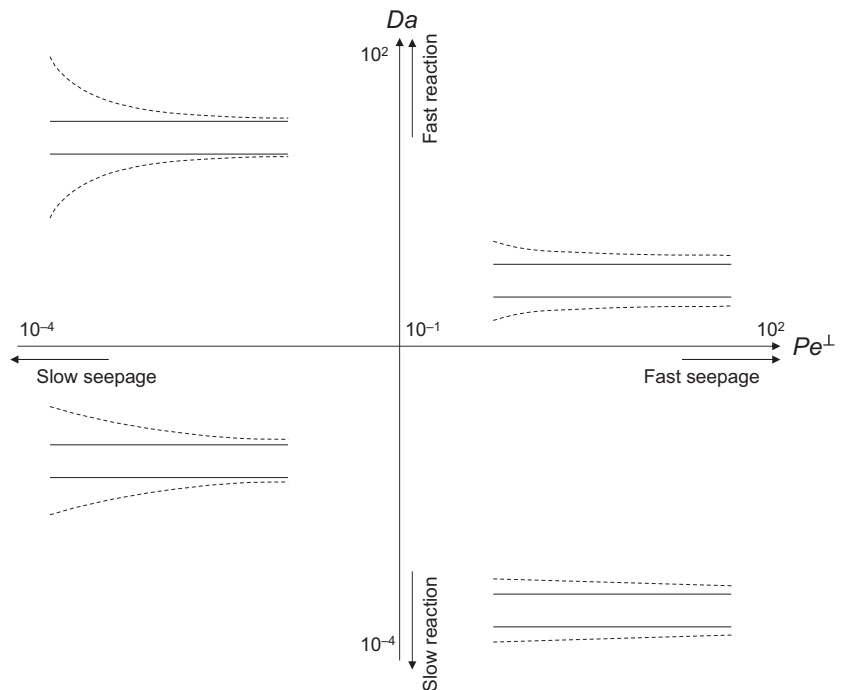 Da
10²
Fast reaction
10⁻⁴
10⁻¹
10²
Pe⊥
Slow seepage
Fast seepage
Slow reaction
10⁻⁴